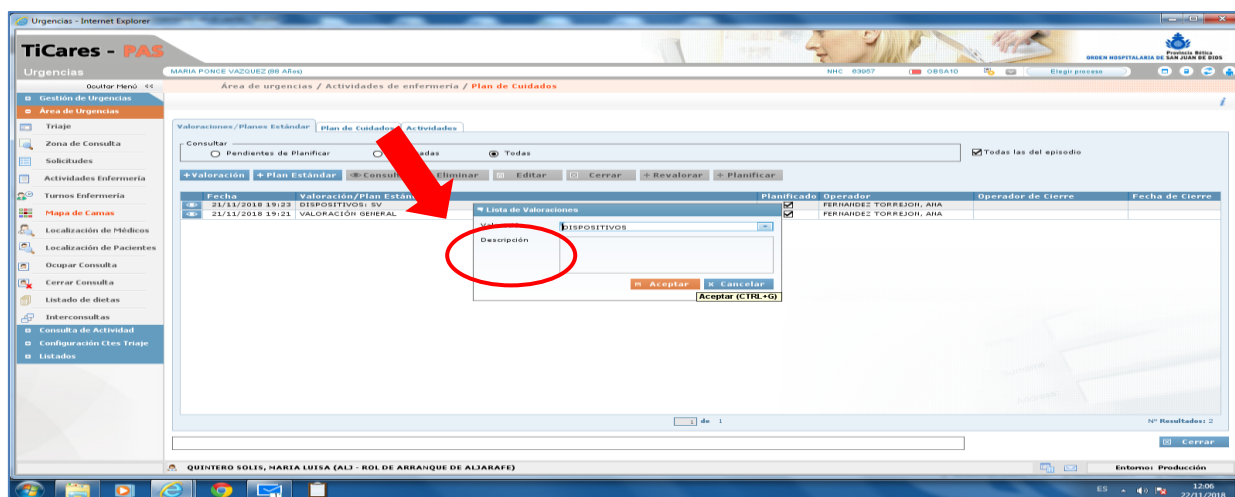 Urgencias - Internet Explorer
TiCares - PAS
Provincia Bética
ORDEN HOSPITALARIA DE SAN JUAN DE DIOS
Urgencias
MARIA PONCE VAZQUEZ (88 Años)
NHC 63957
OBSA10
Elegir proceso
Ocultar Menú <<
Área de urgencias / Actividades de enfermería / Plan de Cuidados
Gestión de Urgencias
Área de Urgencias
Triaje
Zona de Consulta
Solicitudes
Actividades Enfermería
Turnos Enfermería
Mapa de Camas
Localización de Médicos
Localización de Pacientes
Ocupar Consulta
Cerrar Consulta
Listado de dietas
Interconsultas
Consulta de Actividad
Configuración Ctes Triaje
Listados
Valoraciones/Planes Estándar Plan de Cuidados Actividades
Consultar
Pendientes de Planificar
Todas
Todas las del episodio
+Valoración + Plan Estándar Eliminar Editar Cerrar +Revalorar + Planificar
Fecha Valoración/Plan Están Planificado Operador Operador de Cierre Fecha de Cierre
21/11/2018 19:23 DISPOSITIVOS: SV FERNANDEZ TORREJON, ANA
21/11/2018 19:21 VALORACIÓN GENERAL FERNANDEZ TORREJON, ANA
Lista de Valoraciones
DISPOSITIVOS
Descripción
Aceptar Cancelar
Aceptar (CTRL+G)
1 de 1
Nº Resultados: 2
Cerrar
QUINTERO SOLIS, MARIA LUISA (ALJ - ROL DE ARRANQUE DE ALJARAFE)
Entorno: Producción
ES
12:06
22/11/2018